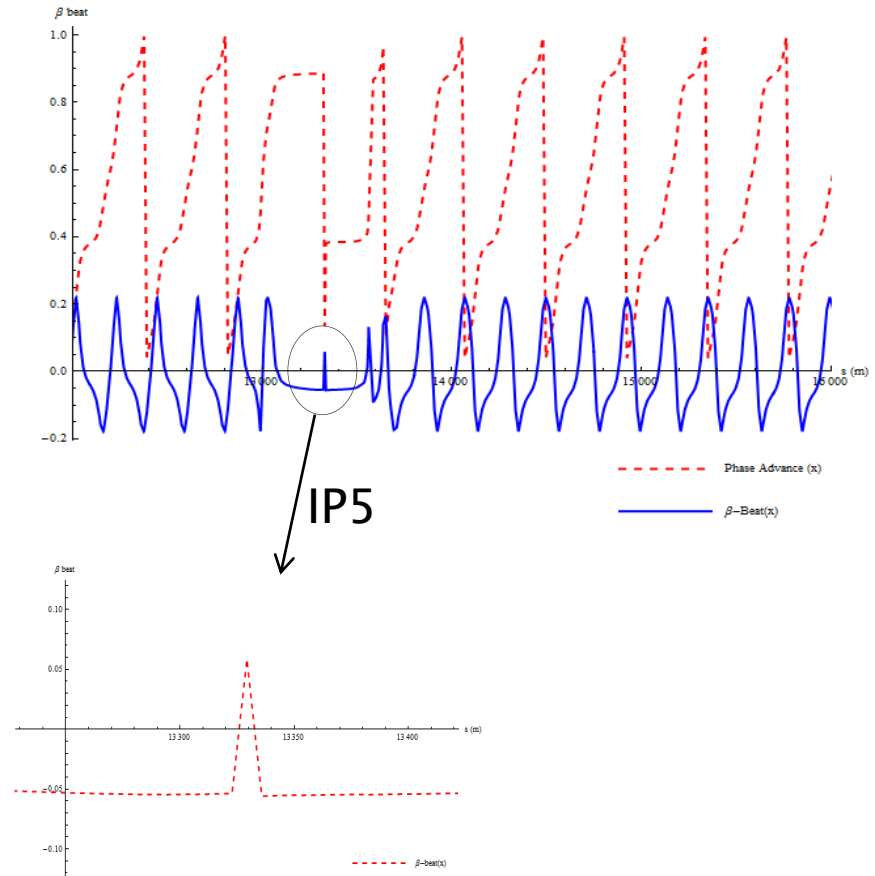 β beat
1.0
0.8
0.6
0.4
0.2
0.0
-0.2
13 000
14 000
15 000
16 000
s (m)
Phase Advance (x)
β-Beat(x)
IP5
β beat
0.10
0.05
-0.05
-0.10
13 300
13 350
13 400
s (m)
β-beat(x)